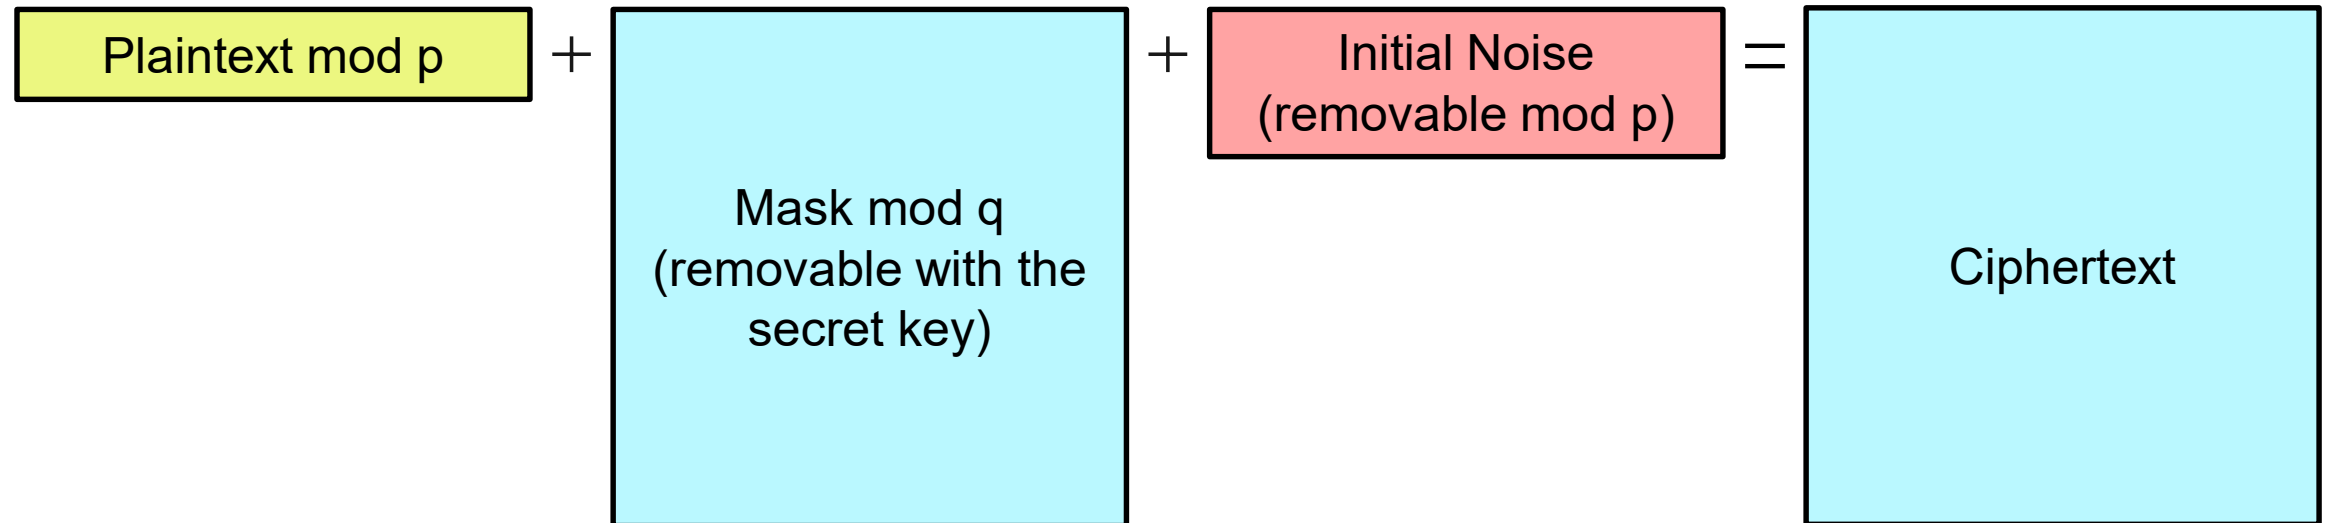 Plaintext mod p
+
Mask mod q
(removable with the
secret key)
+
Initial Noise
(removable mod p)
=
Ciphertext